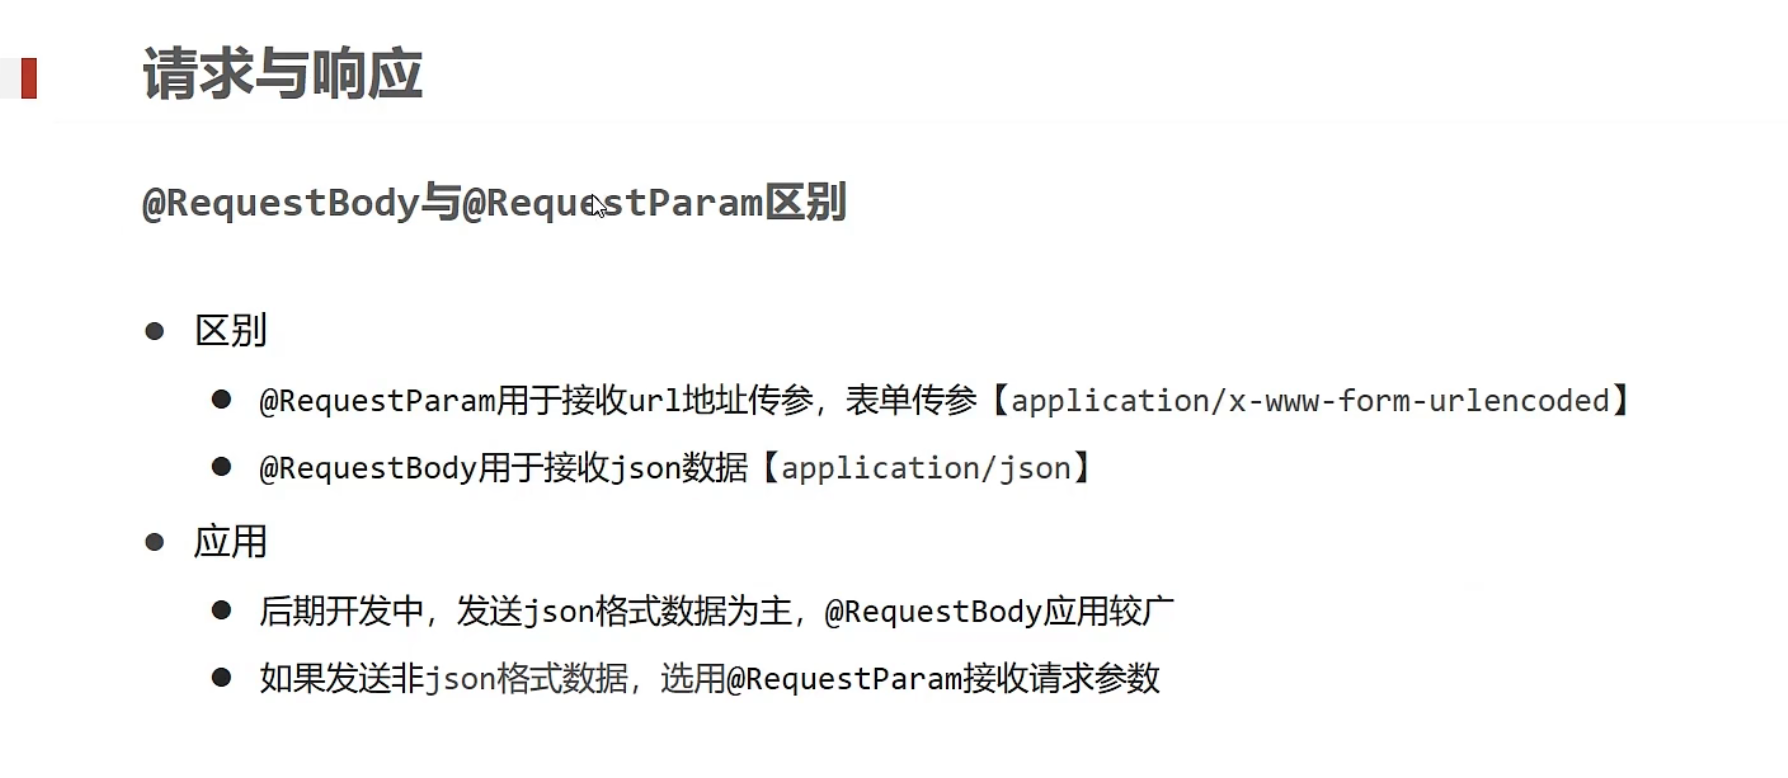 请求与响应
@RequestBody与@RequestParam区别
区别
@RequestParam用于接收url地址传参，表单传参【application/x-www-form-urlencoded】
@RequestBody用于接收json数据【application/json】
应用
后期开发中，发送json格式数据为主，@RequestBody应用较广
如果发送非json格式数据，选用@RequestParam接收请求参数